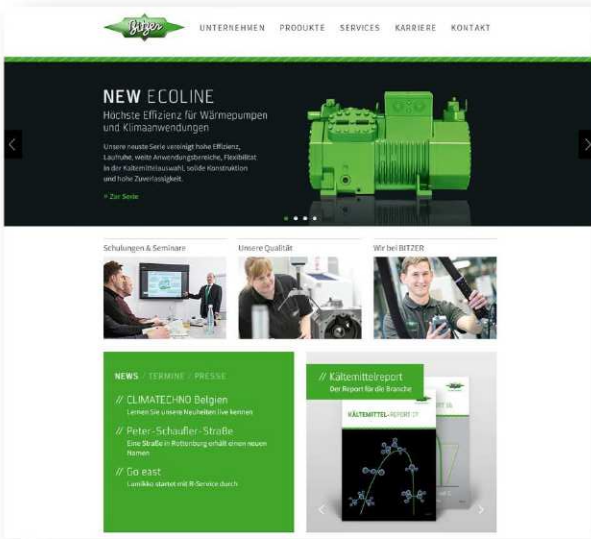 Bitzer
UNTERNEHMEN PRODUKTE SERVICES KARRIERE KONTAKT
NEW ECOLINE
Höchste Effizienz für Wärmepumpen
und Klimaanwendungen
Unsere neuste Serie vereinigt hohe Effizienz,
Laufruhe, weite Anwendungsbereiche, Flexibilität
in der Kältemittelauswahl, solide Konstruktion
und hohe Zuverlässigkeit.
> Zur Serie
Schulungen & Seminare
Unsere Qualität
Wir bei BITZER
NEWS / TERMINE / PRESSE
// CLIMATECHNO Belgien
Lernen Sie unsere Neuheiten live kennen
// Peter-Schaufler-Straße
Eine Straße in Rottenburg erhält einen neuen
Namen
// Go east
Lumikko startet mit R-Service durch
// Kältemittelreport
Der Report für die Branche
KÄLTEMITTEL-REPORT 17